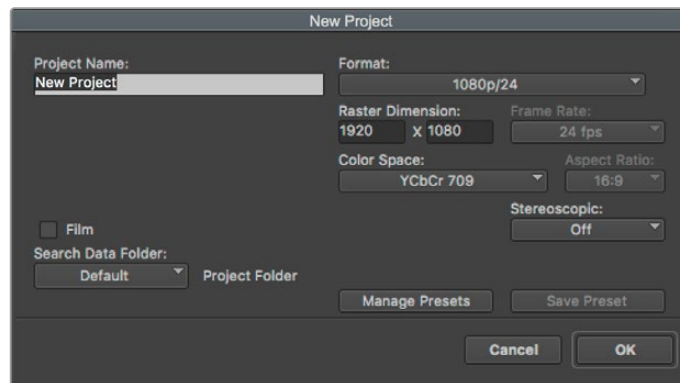 New Project
Project Name:
New Project
Format:
1080p/24
Raster Dimension:
Frame Rate:
1920 X 1080
24 fps
Color Space:
Aspect Ratio:
YCbCr 709
16:9
Stereoscopic:
Off
Film
Search Data Folder:
Default
Project Folder
Manage Presets
Save Preset
Cancel
OK